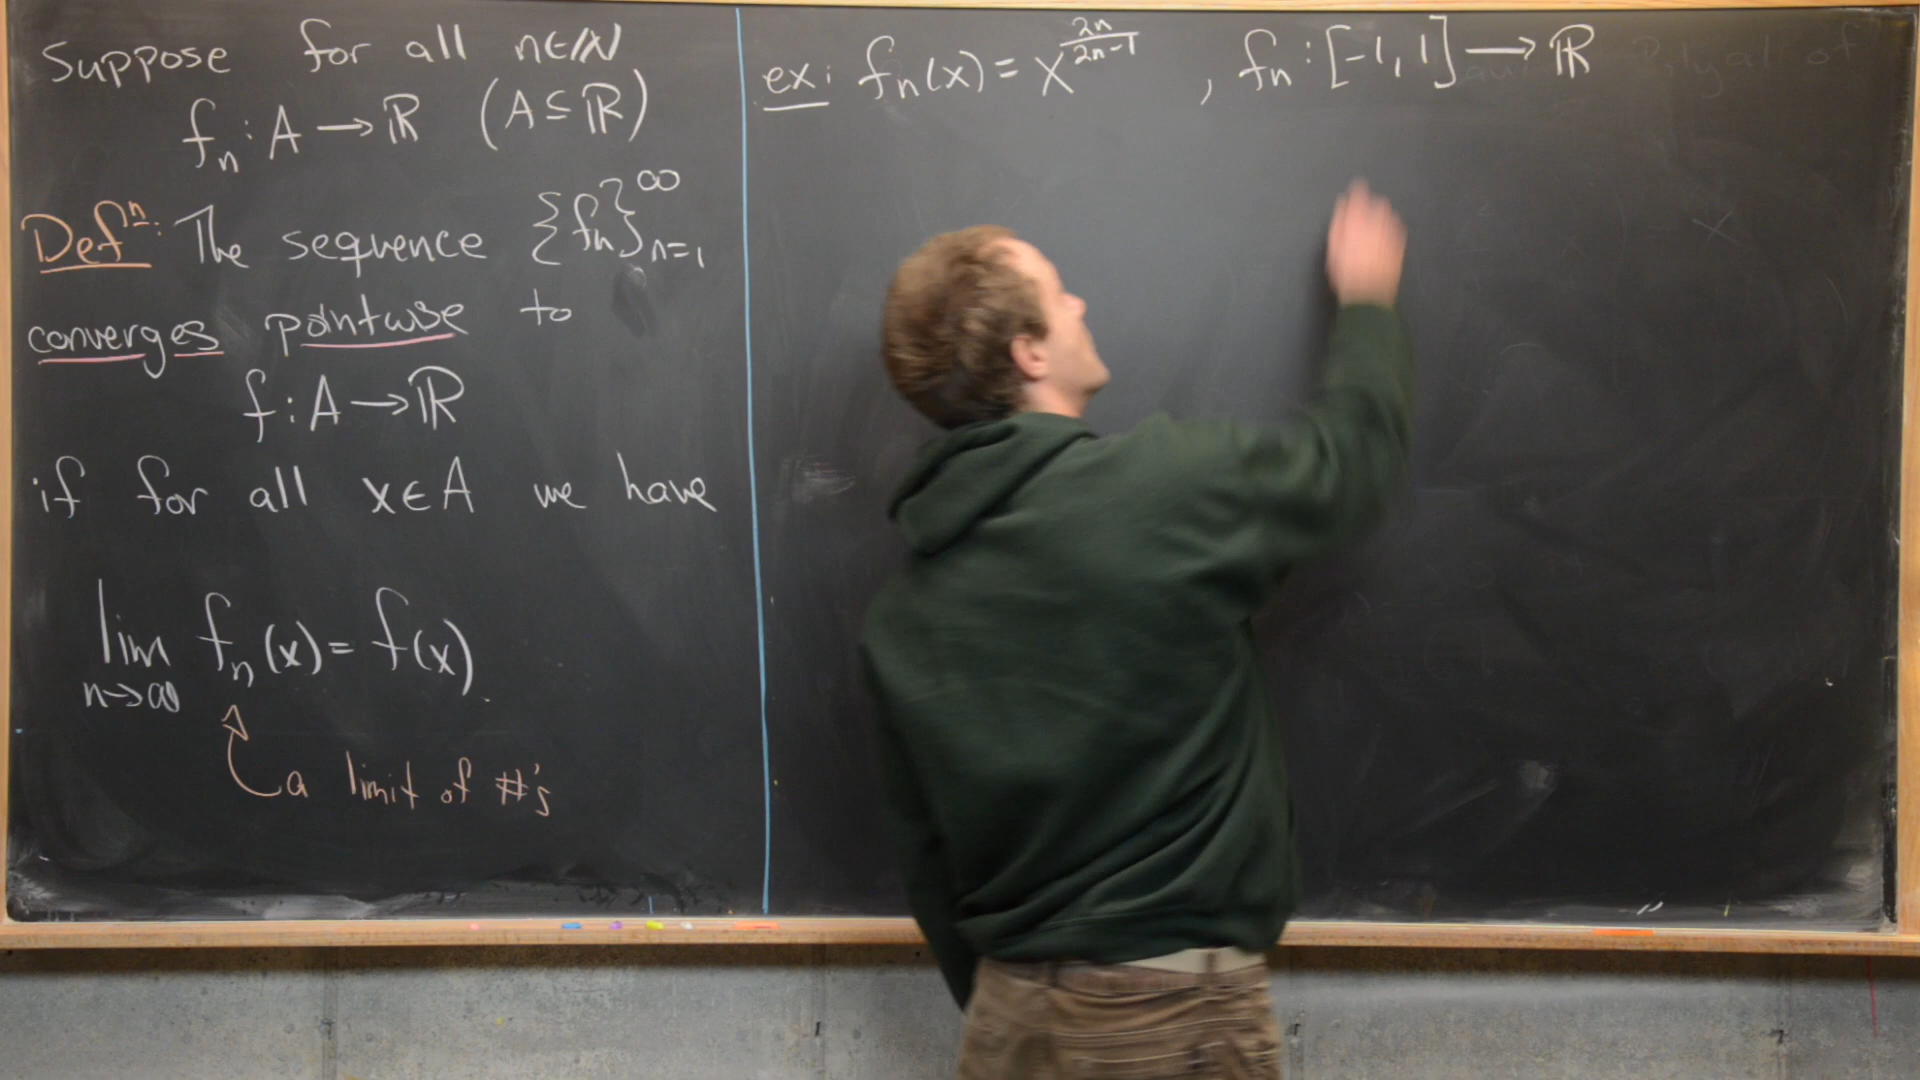 Suppose for all n∈ℕ
fₙ : A → ℝ (A ⊆ ℝ)
Defⁿ: The sequence {fₙ}^∞_{n=1}
converges pointwise to
f : A → ℝ
if for all x∈A we have
lim_{n→∞} fₙ(x) = f(x).
a limit of #'s
ex: fₙ(x) = x^{2n/(2n-1)} , fₙ : [-1, 1] → ℝ